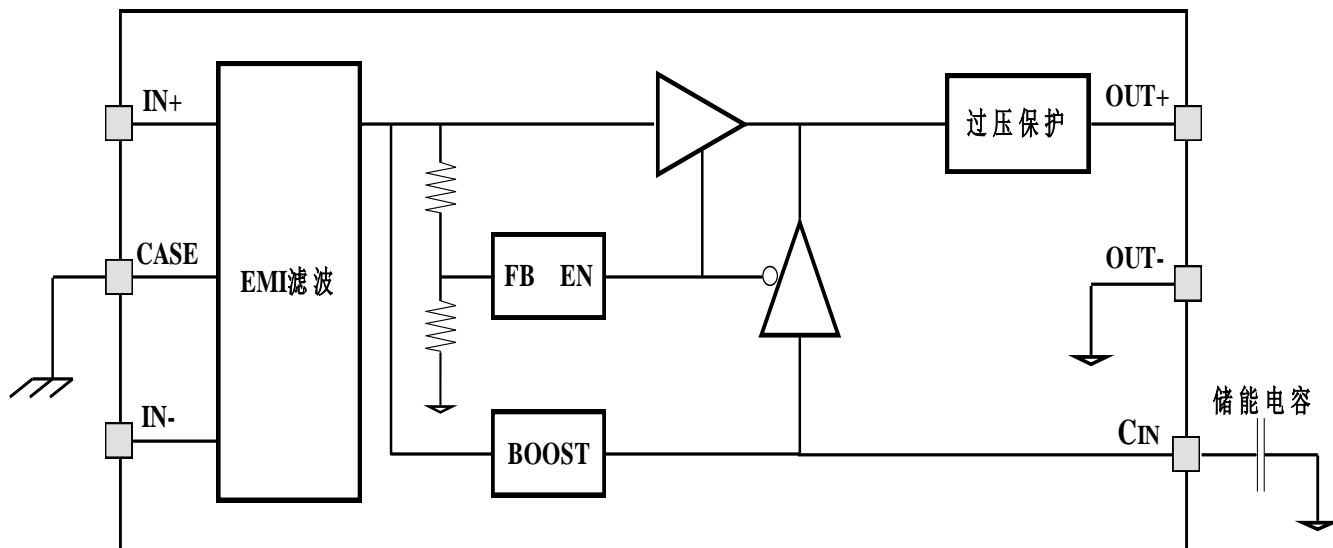 IN+
OUT+
过压保护
CASE
OUT-
EMI滤波
FB EN
储能电容
IN-
CIN
BOOST